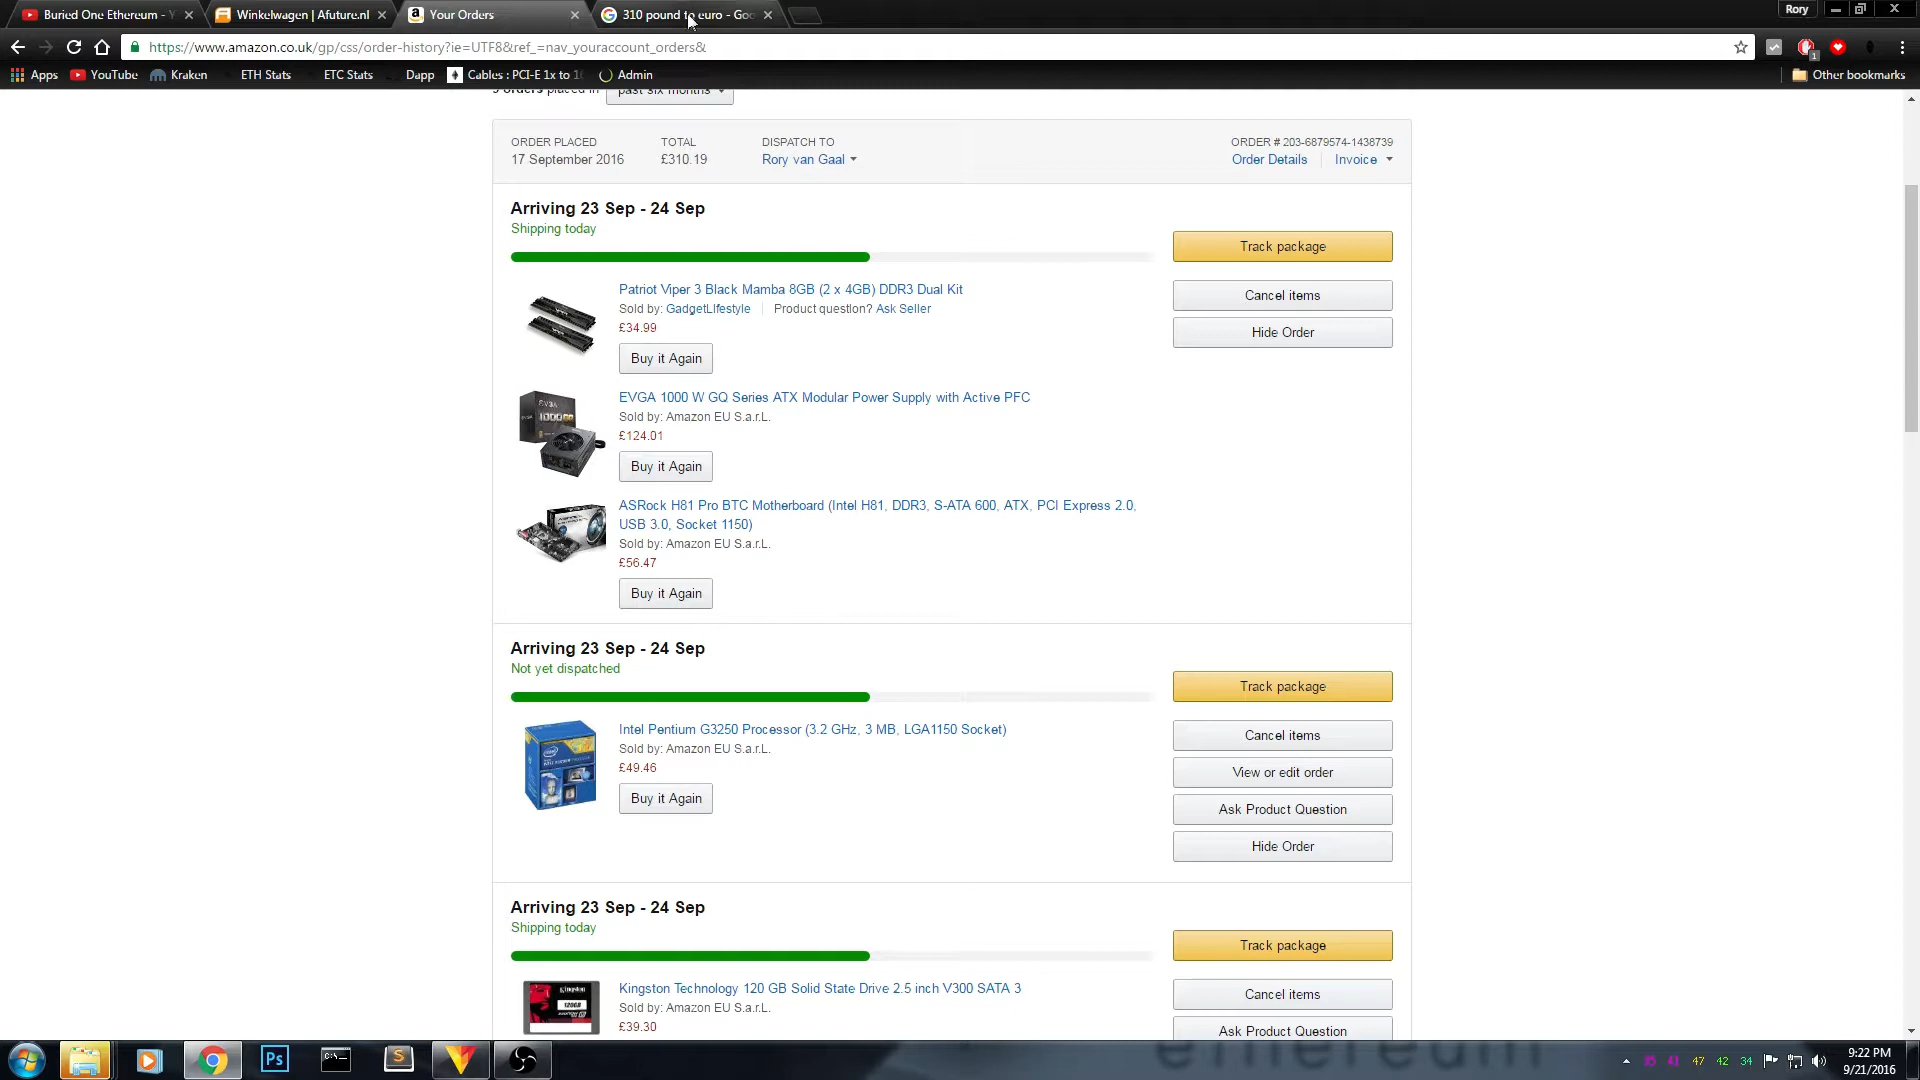 Buried One Ethereum - Y
Winkelwagen | Afuture.nl
Your Orders
310 pound to euro - Goo
Rory
https://www.amazon.co.uk/gp/css/order-history?ie=UTF8&ref_=nav_youraccount_orders&
1
Apps
YouTube
Kraken
ETH Stats
ETC Stats
Dapp
Cables : PCI-E 1x to 16
Admin
Other bookmarks
9 orders placed in
past six months
ORDER PLACED
17 September 2016
TOTAL
£310.19
DISPATCH TO
Rory van Gaal
ORDER # 203-6879574-1438739
Order Details
Invoice
Arriving 23 Sep - 24 Sep
Shipping today
Track package
Cancel items
Hide Order
Patriot Viper 3 Black Mamba 8GB (2 x 4GB) DDR3 Dual Kit
Sold by: GadgetLIfestyle
Product question? Ask Seller
£34.99
Buy it Again
EVGA 1000 W GQ Series ATX Modular Power Supply with Active PFC
Sold by: Amazon EU S.a.r.L.
£124.01
Buy it Again
ASRock H81 Pro BTC Motherboard (Intel H81, DDR3, S-ATA 600, ATX, PCI Express 2.0,
USB 3.0, Socket 1150)
Sold by: Amazon EU S.a.r.L.
£56.47
Buy it Again
Arriving 23 Sep - 24 Sep
Not yet dispatched
Track package
Cancel items
View or edit order
Ask Product Question
Hide Order
Intel Pentium G3250 Processor (3.2 GHz, 3 MB, LGA1150 Socket)
Sold by: Amazon EU S.a.r.L.
£49.46
Buy it Again
Arriving 23 Sep - 24 Sep
Shipping today
Track package
Cancel items
Ask Product Question
Kingston Technology 120 GB Solid State Drive 2.5 inch V300 SATA 3
Sold by: Amazon EU S.a.r.L.
£39.30
ethereum
Ps
47
42
34
9:22 PM
9/21/2016